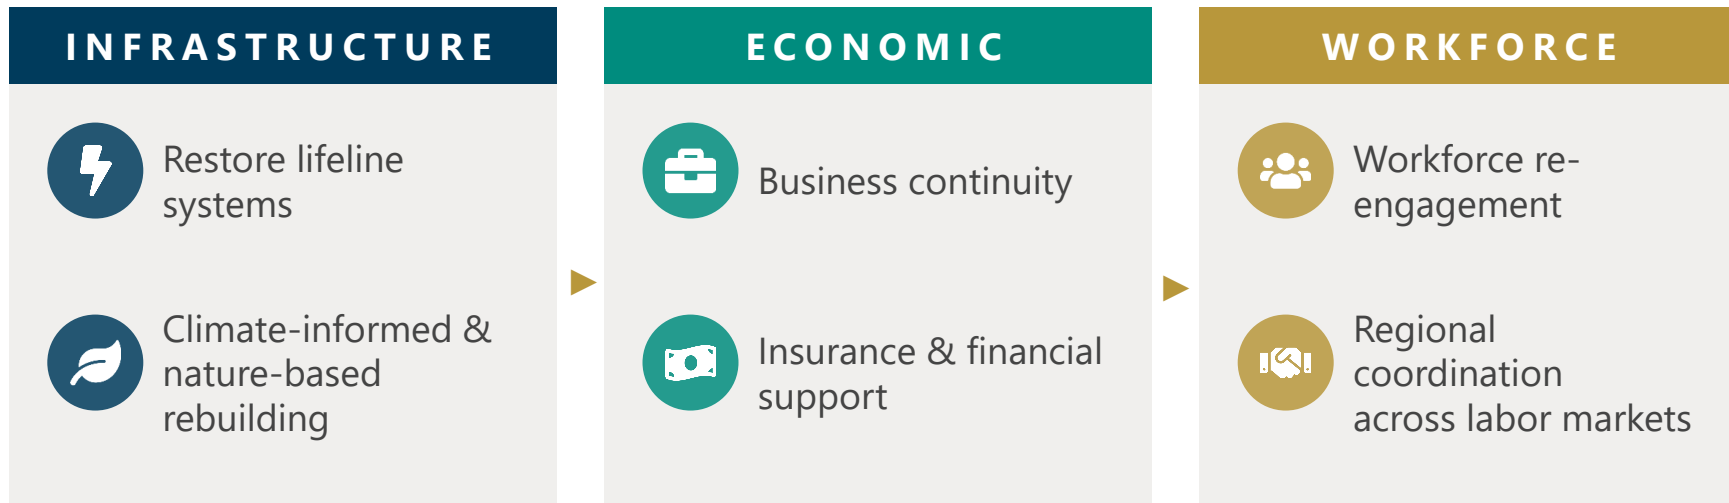 INFRASTRUCTURE
Restore lifeline
systems
Climate-informed &
nature-based
rebuilding
ECONOMIC
Business continuity
Insurance & financial
support
WORKFORCE
Workforce re-
engagement
Regional
coordination
across labor markets